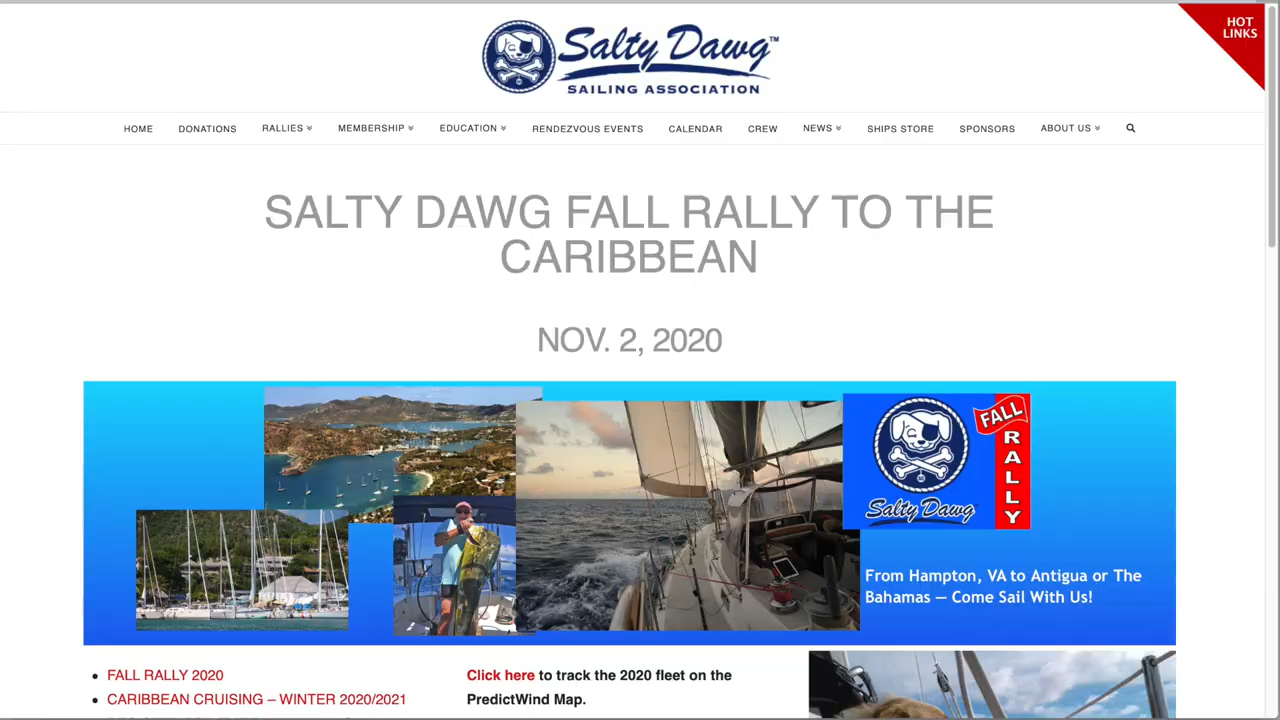 HOT
LINKS
Salty Dawg™
SAILING ASSOCIATION
HOME DONATIONS RALLIES MEMBERSHIP EDUCATION RENDEZVOUS EVENTS CALENDAR CREW NEWS SHIPS STORE SPONSORS ABOUT US
SALTY DAWG FALL RALLY TO THE
CARIBBEAN
NOV. 2, 2020
FALL
RALLY
Salty Dawg
From Hampton, VA to Antigua or The
Bahamas — Come Sail With Us!
FALL RALLY 2020
CARIBBEAN CRUISING – WINTER 2020/2021
Click here to track the 2020 fleet on the
PredictWind Map.